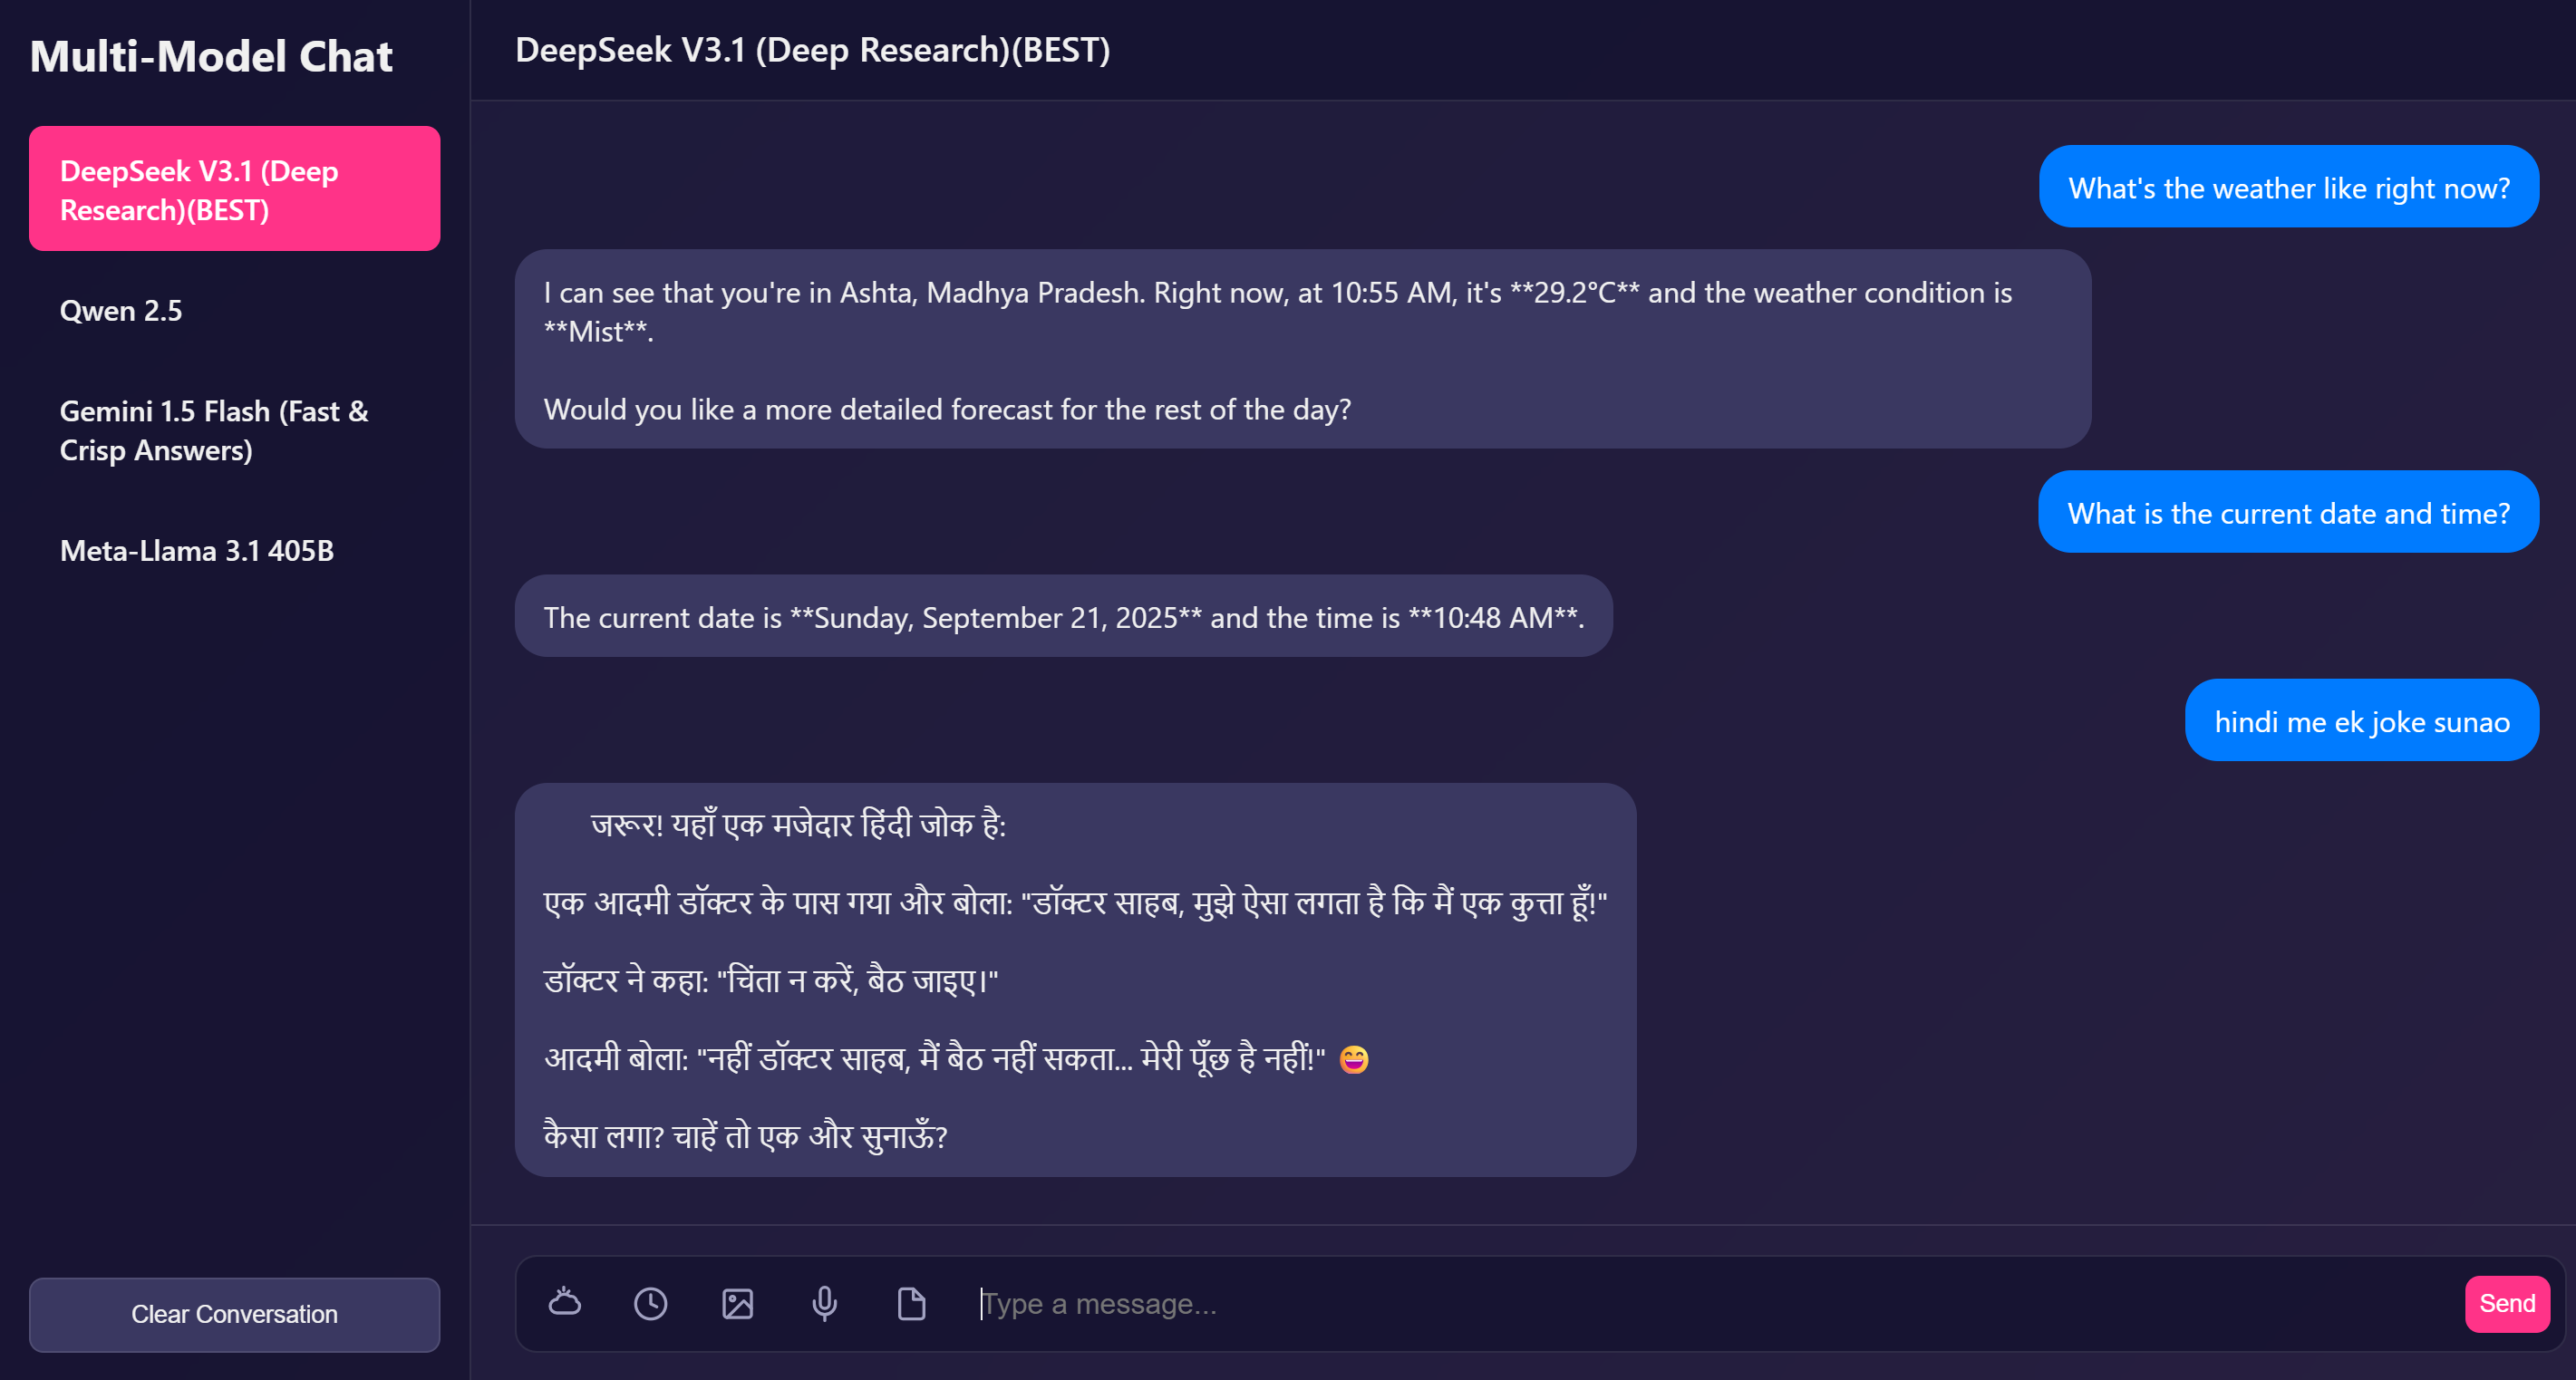 Multi-Model Chat
DeepSeek V3.1 (Deep
Research)(BEST)
Qwen 2.5
Gemini 1.5 Flash (Fast &
Crisp Answers)
Meta-Llama 3.1 405B
Clear Conversation
DeepSeek V3.1 (Deep Research)(BEST)
What's the weather like right now?
I can see that you're in Ashta, Madhya Pradesh. Right now, at 10:55 AM, it's **29.2°C** and the weather condition is
**Mist**.
Would you like a more detailed forecast for the rest of the day?
What is the current date and time?
The current date is **Sunday, September 21, 2025** and the time is **10:48 AM**.
hindi me ek joke sunao
जरूर! यहाँ एक मजेदार हिंदी जोक है:
एक आदमी डॉक्टर के पास गया और बोला: "डॉक्टर साहब, मुझे ऐसा लगता है कि मैं एक कुत्ता हूँ!"
डॉक्टर ने कहा: "चिंता न करें, बैठ जाइए।"
आदमी बोला: "नहीं डॉक्टर साहब, मैं बैठ नहीं सकता... मेरी पूँछ है नहीं!" 😄
कैसा लगा? चाहें तो एक और सुनाऊँ?
Type a message...
Send